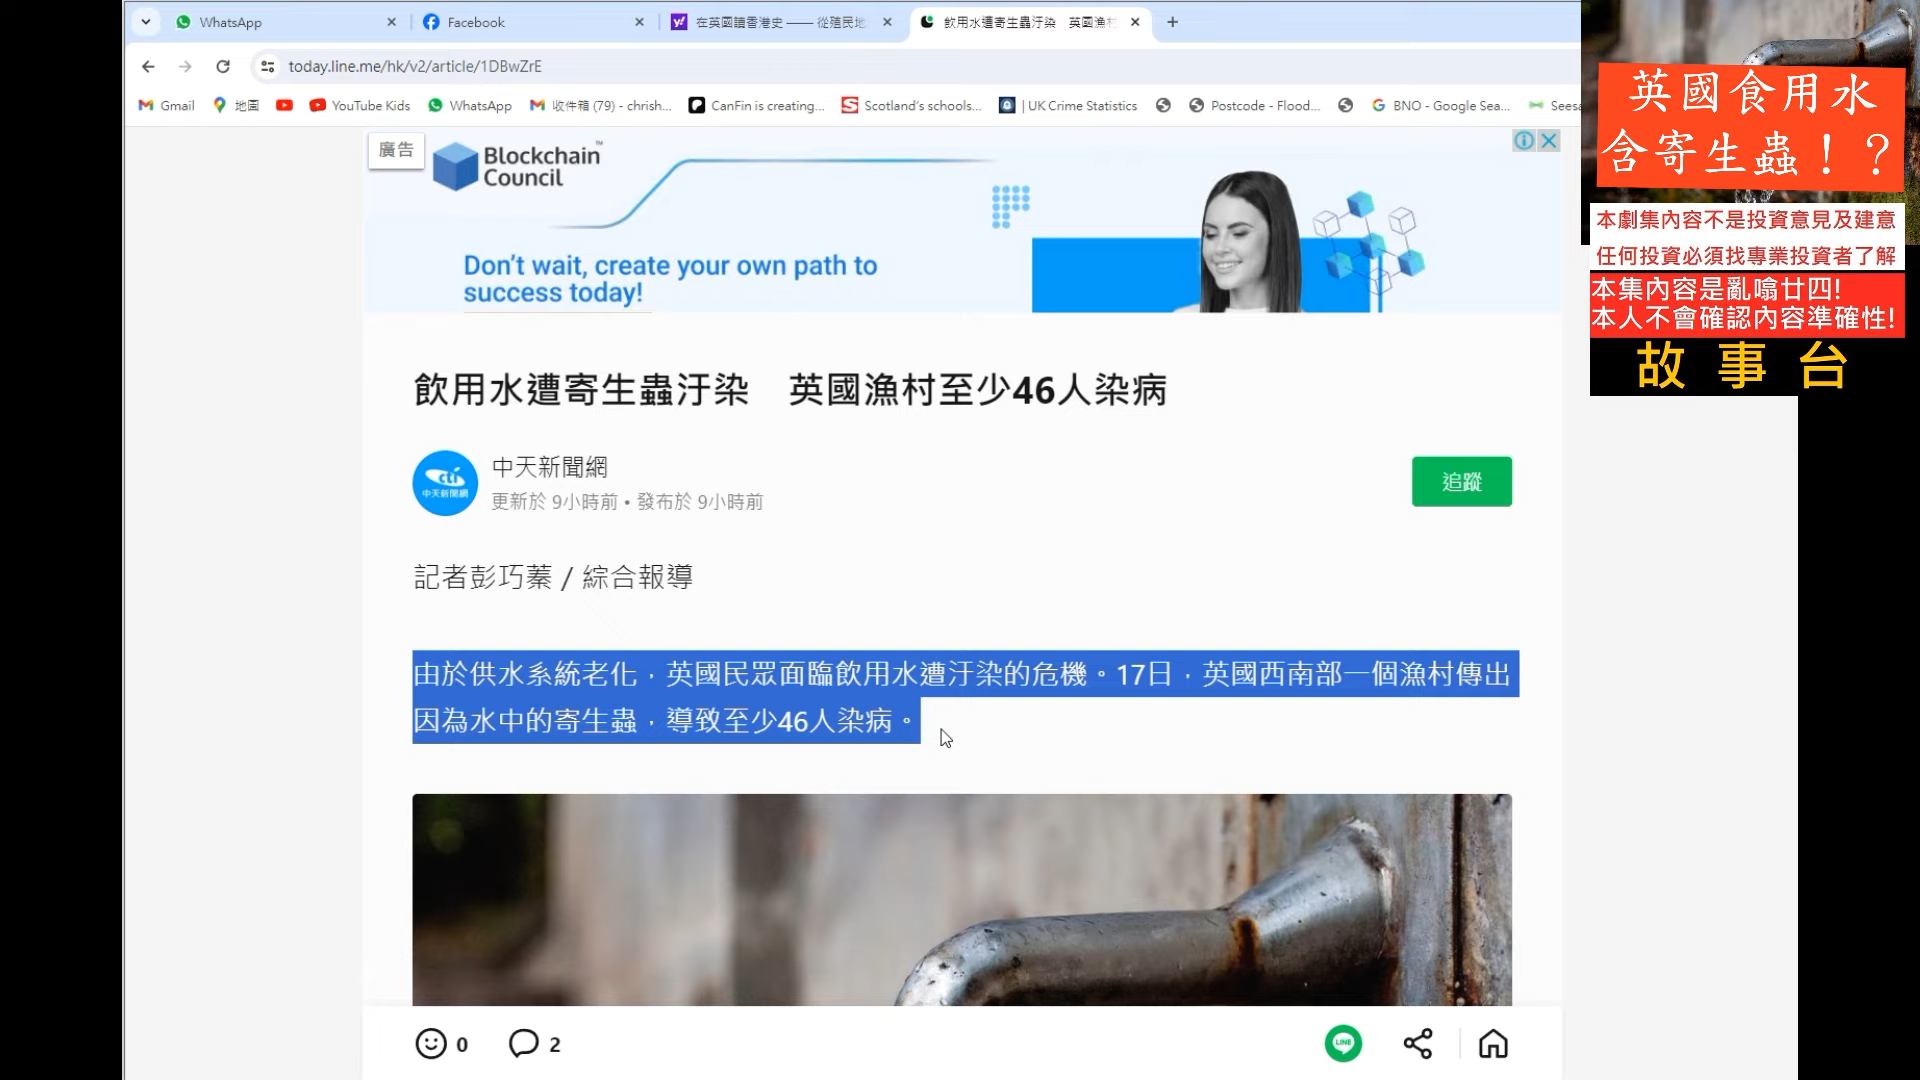 WhatsApp
Facebook
在英國讀香港史 —— 從殖民地
飲用水遭寄生蟲汙染　英國漁村
today.line.me/hk/v2/article/1DBwZrE
Gmail
地圖
YouTube Kids
WhatsApp
收件箱 (79) - chrish...
CanFin is creating...
Scotland's schools...
| UK Crime Statistics
Postcode - Flood...
BNO - Google Sea...
Seesa
廣告
Blockchain™
Council
Don't wait, create your own path to
success today!
飲用水遭寄生蟲汙染　英國漁村至少46人染病
cti
中天新聞網
中天新聞網
更新於 9小時前 • 發布於 9小時前
追蹤
記者彭巧蓁 / 綜合報導
由於供水系統老化，英國民眾面臨飲用水遭汙染的危機。17日，英國西南部一個漁村傳出
因為水中的寄生蟲，導致至少46人染病。
0
2
LINE
英國食用水
含寄生蟲！？
本劇集內容不是投資意見及建意
任何投資必須找專業投資者了解
本集內容是亂噏廿四!
本人不會確認內容準確性!
故事台